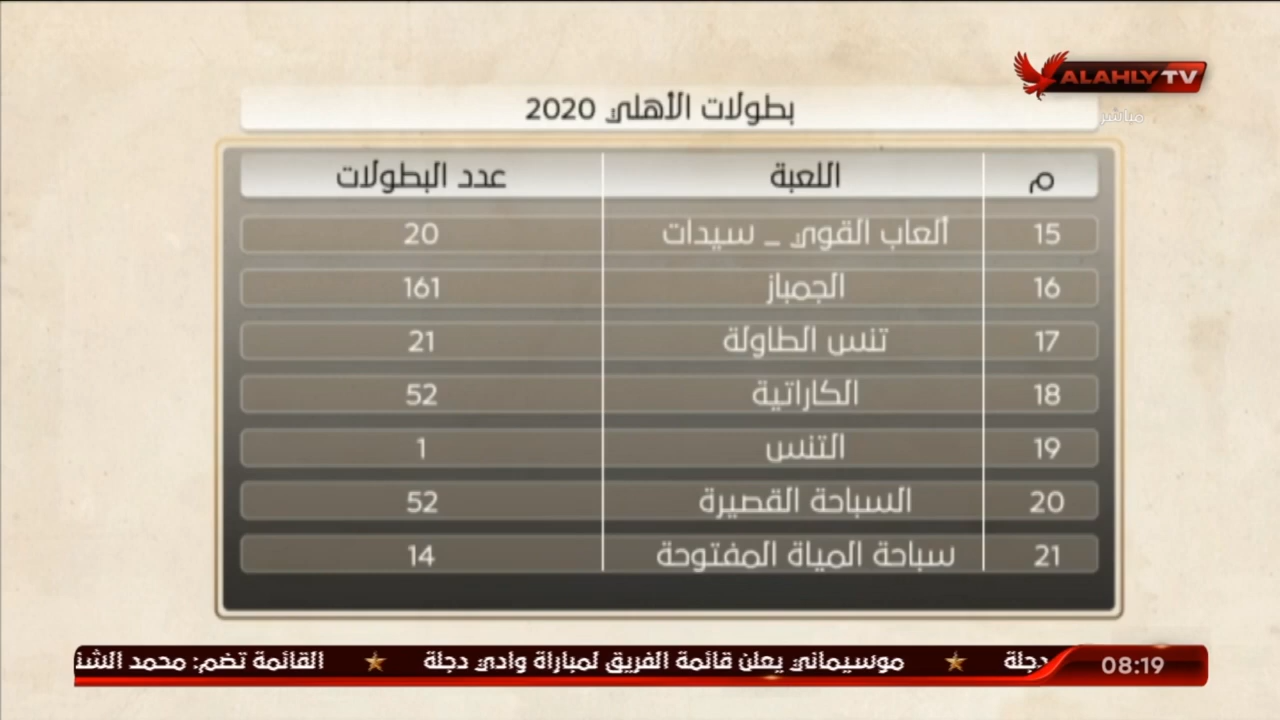 ALAHLY TV
مباشر
بطولات الأهلي 2020
م اللعبة عدد البطولات
15 ألعاب القوي _ سيدات 20
16 الجمباز 161
17 تنس الطاولة 21
18 الكاراتية 52
19 التنس 1
20 السباحة القصيرة 52
21 سباحة المياة المفتوحة 14
08:19 دجلة ★ موسيماني يعلن قائمة الفريق لمباراة وادي دجلة ★ القائمة تضم: محمد